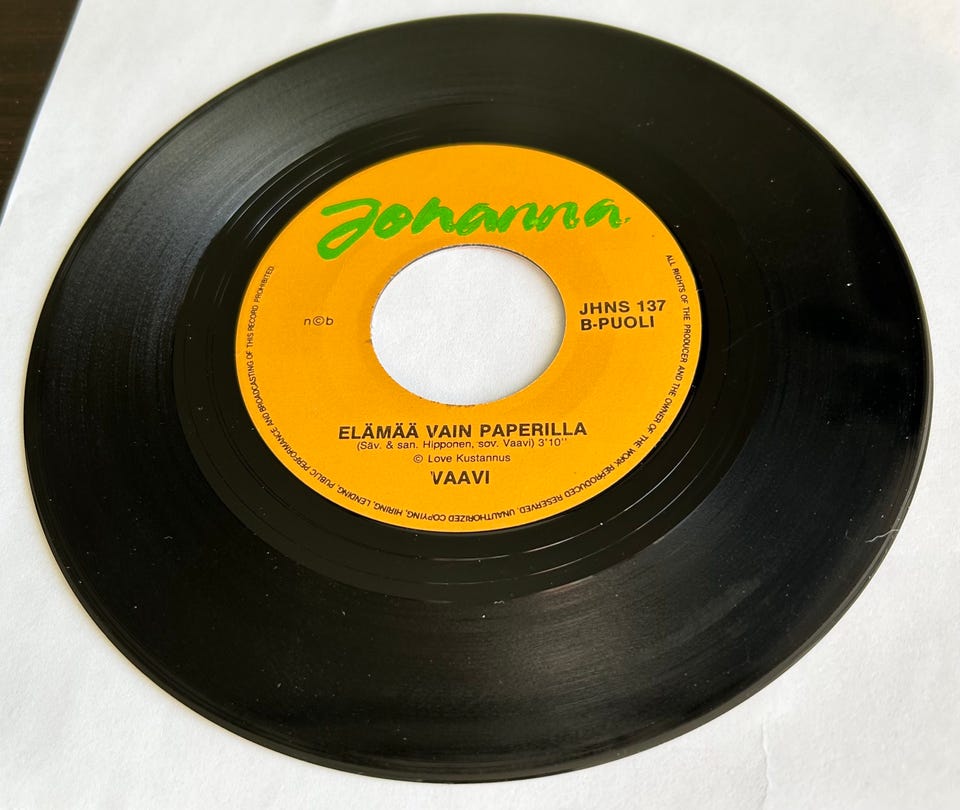 Johanna
JHNS 137
B-PUOLI
n©b
ELÄMÄÄ VAIN PAPERILLA
(Säv. & san. Hipponen, sov. Vaavi) 3'10''
© Love Kustannus
VAAVI
ALL RIGHTS OF THE PRODUCER AND THE OWNER OF THE WORK REPRODUCED RESERVED. UNAUTHORIZED COPYING, HIRING, LENDING, PUBLIC PERFORMANCE AND BROADCASTING OF THIS RECORD PROHIBITED